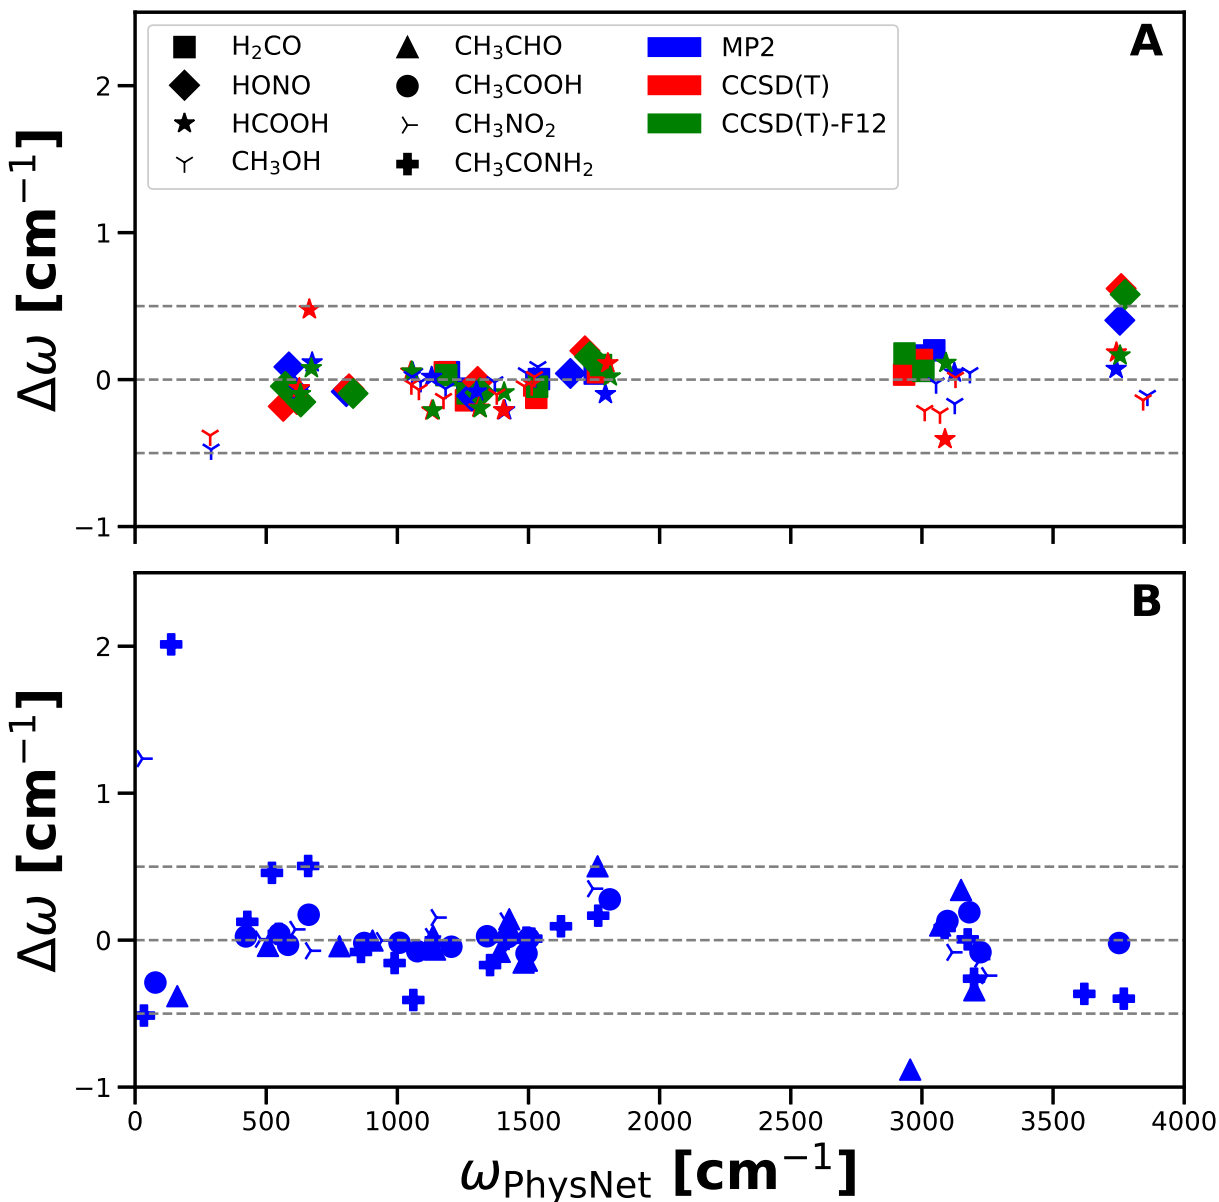 A
H₂CO CH₃CHO MP2
HONO CH₃COOH CCSD(T)
HCOOH CH₃NO₂ CCSD(T)-F12
CH₃OH CH₃CONH₂
2
1
0
−1
Δω [cm⁻¹]
B
2
1
0
−1
Δω [cm⁻¹]
0 500 1000 1500 2000 2500 3000 3500 4000
ω_PhysNet [cm⁻¹]